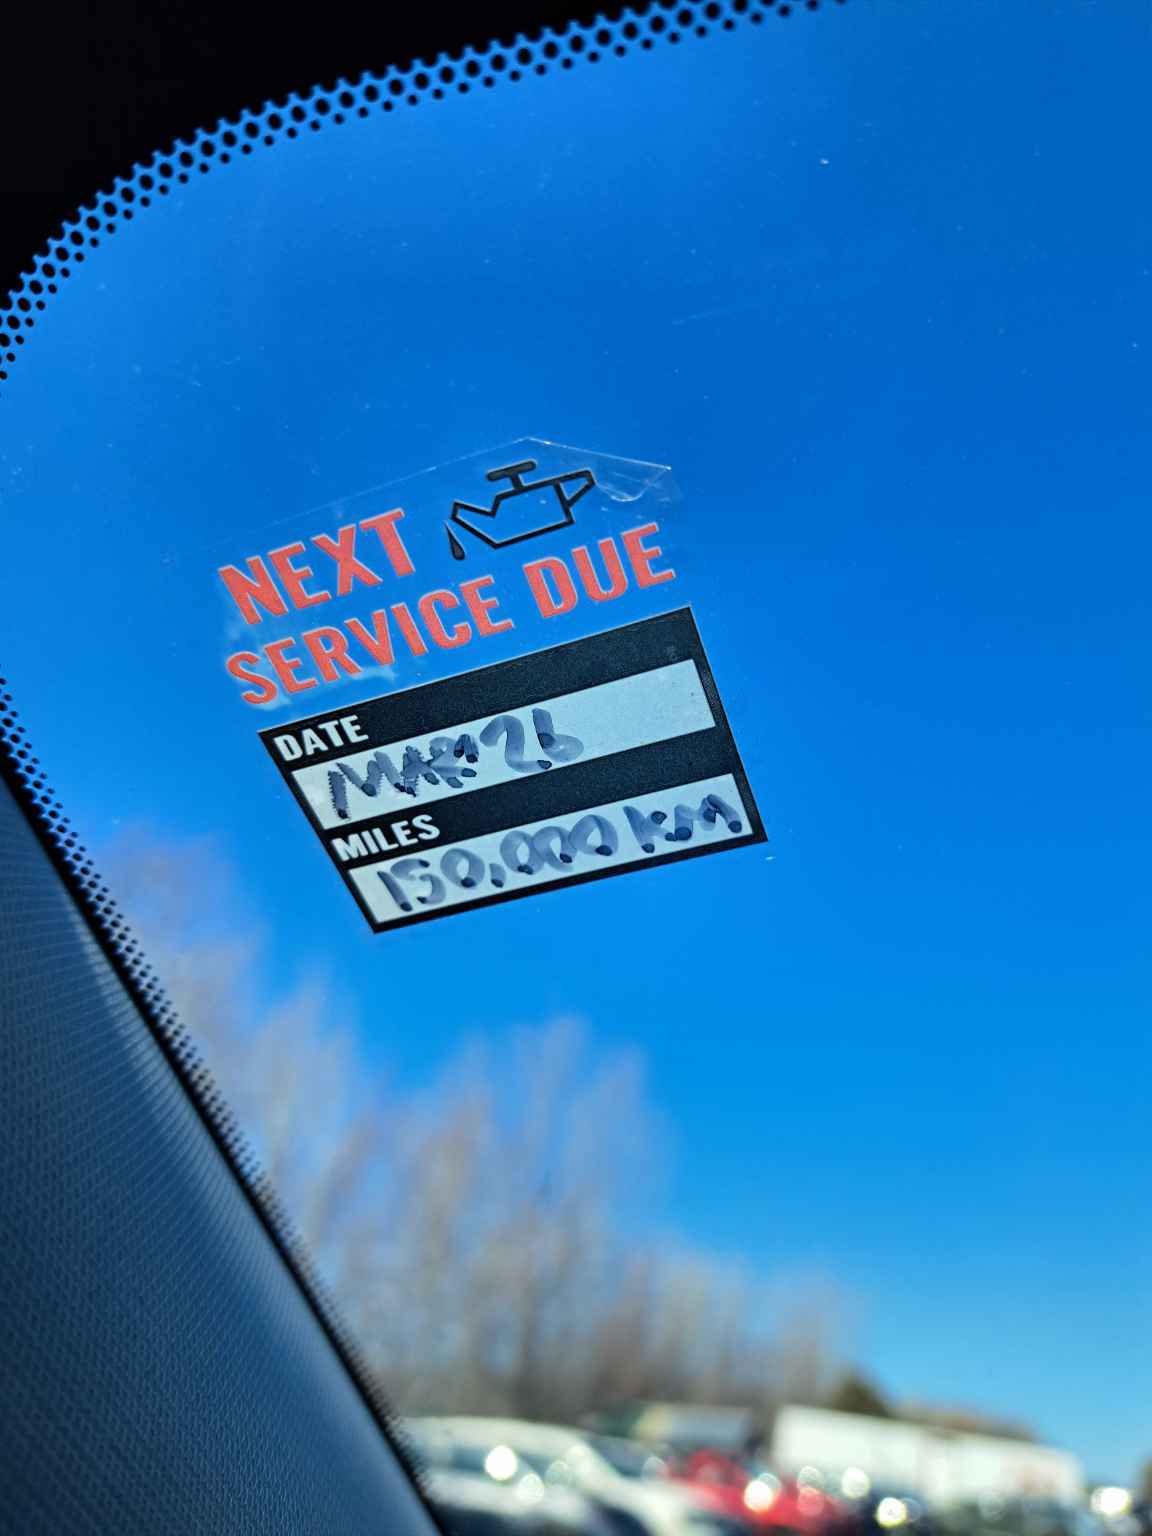 NEXT
SERVICE DUE
DATE
MAR 26
MILES
150,000 KM